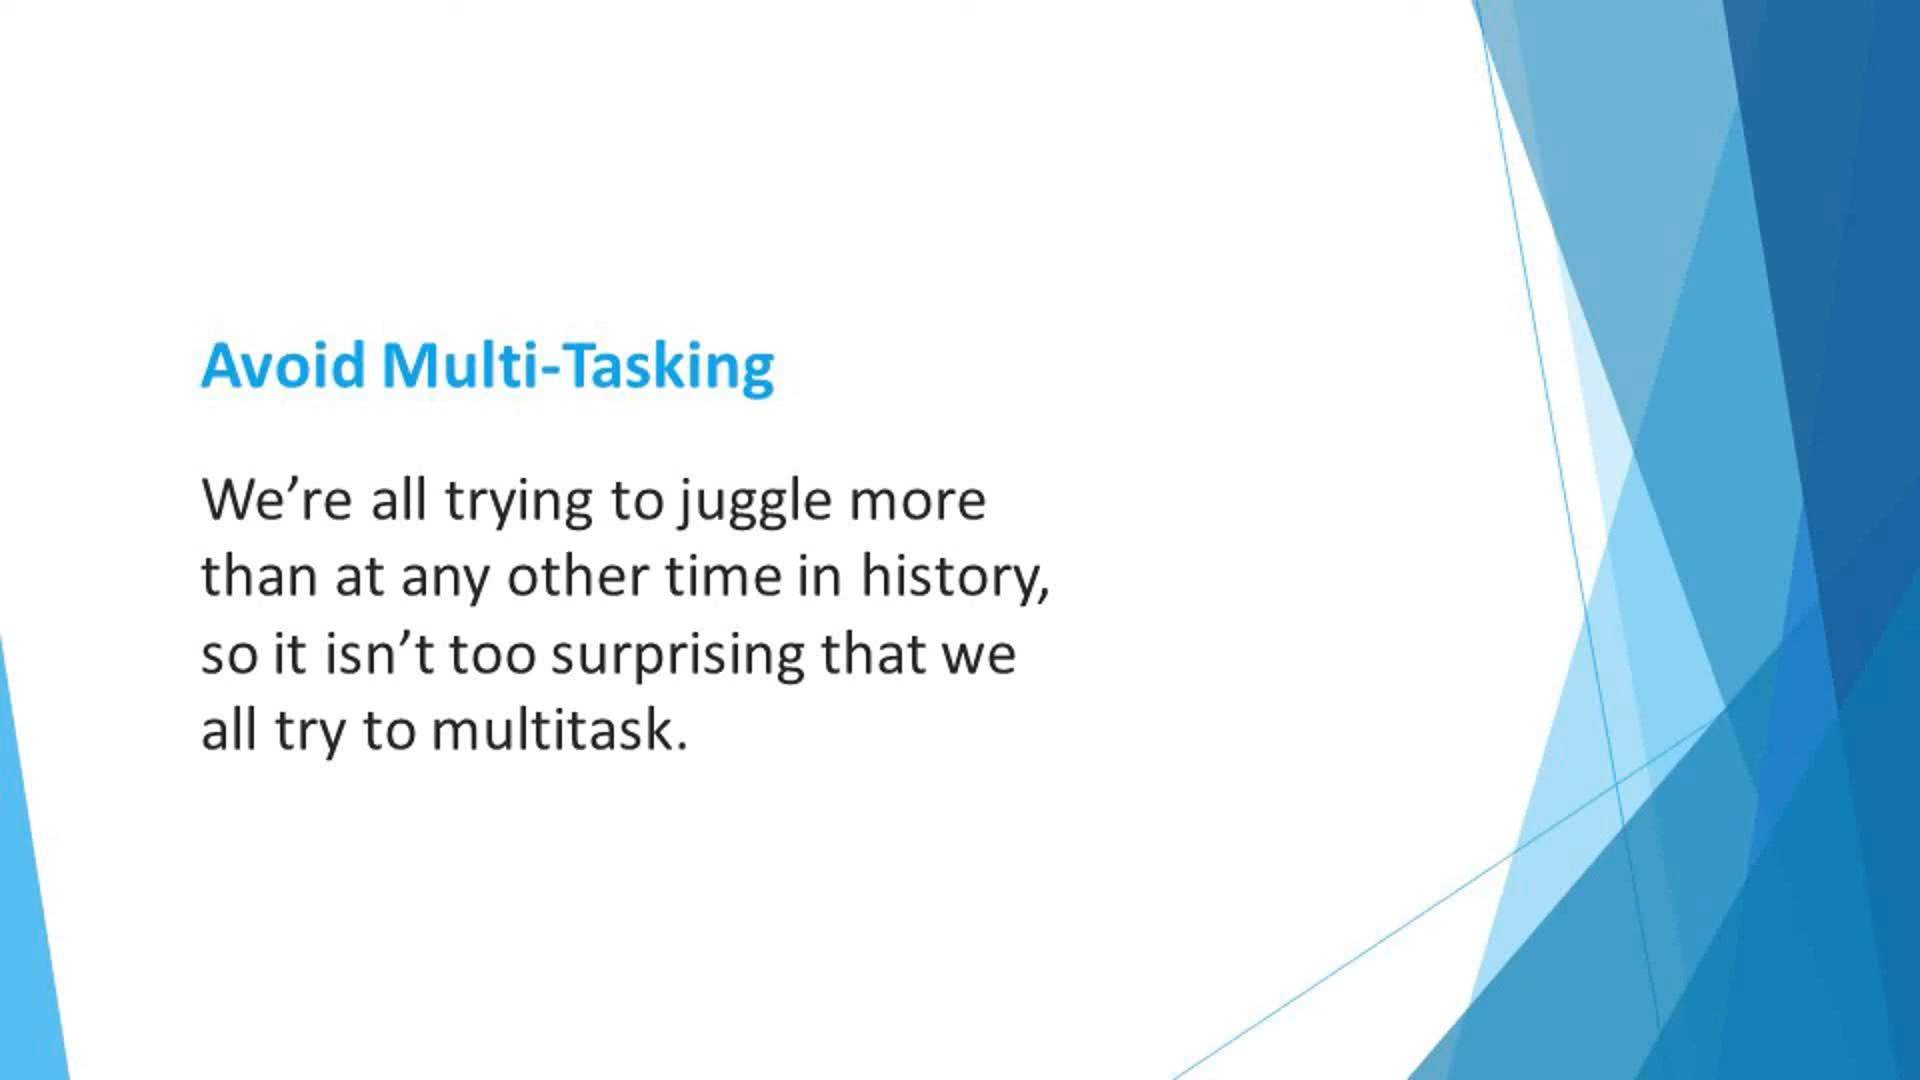 Avoid Multi-Tasking
We’re all trying to juggle more
than at any other time in history,
so it isn’t too surprising that we
all try to multitask.